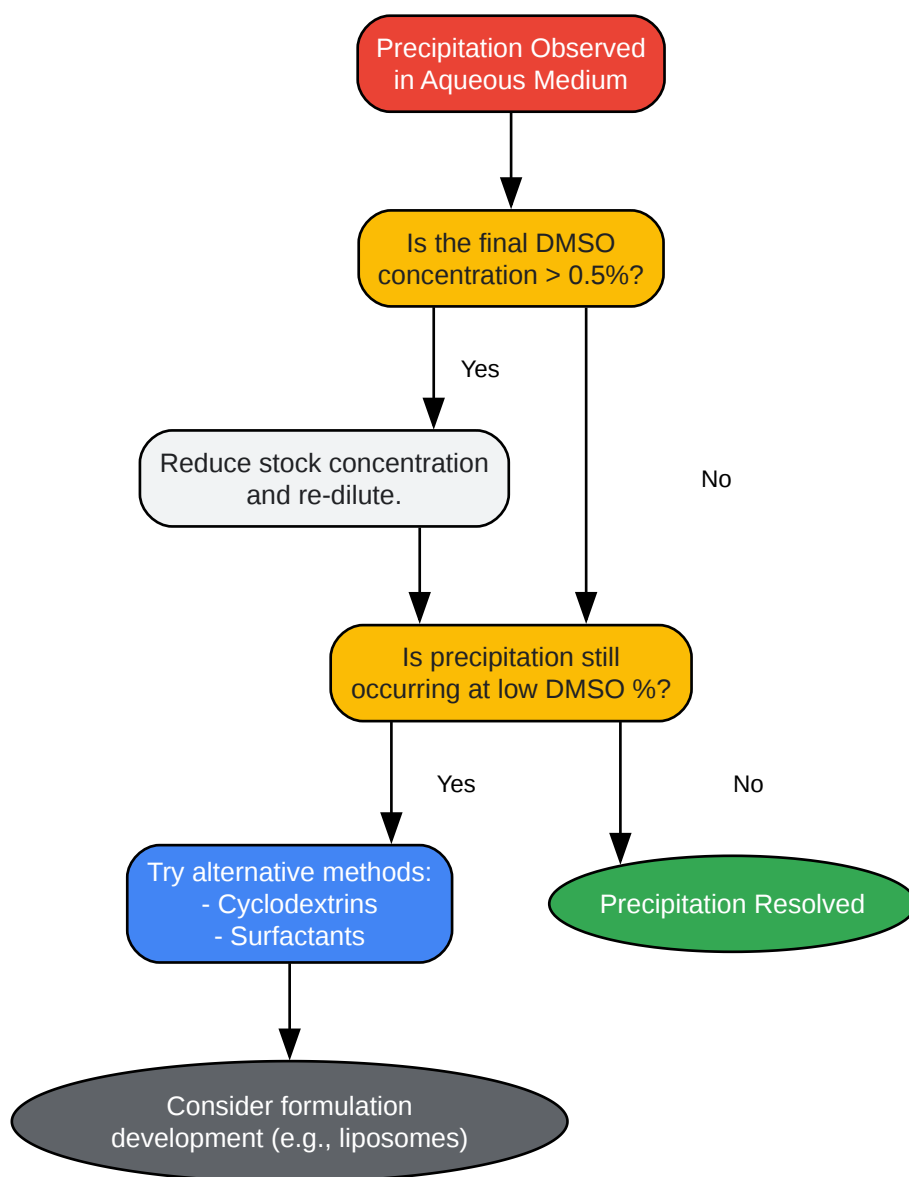 Precipitation Observed
in Aqueous Medium
Is the final DMSO
concentration > 0.5%?
Yes
Reduce stock concentration
and re-dilute.
No
Is precipitation still
occurring at low DMSO %?
Yes
No
Try alternative methods:
- Cyclodextrins
- Surfactants
Precipitation Resolved
Consider formulation
development (e.g., liposomes)